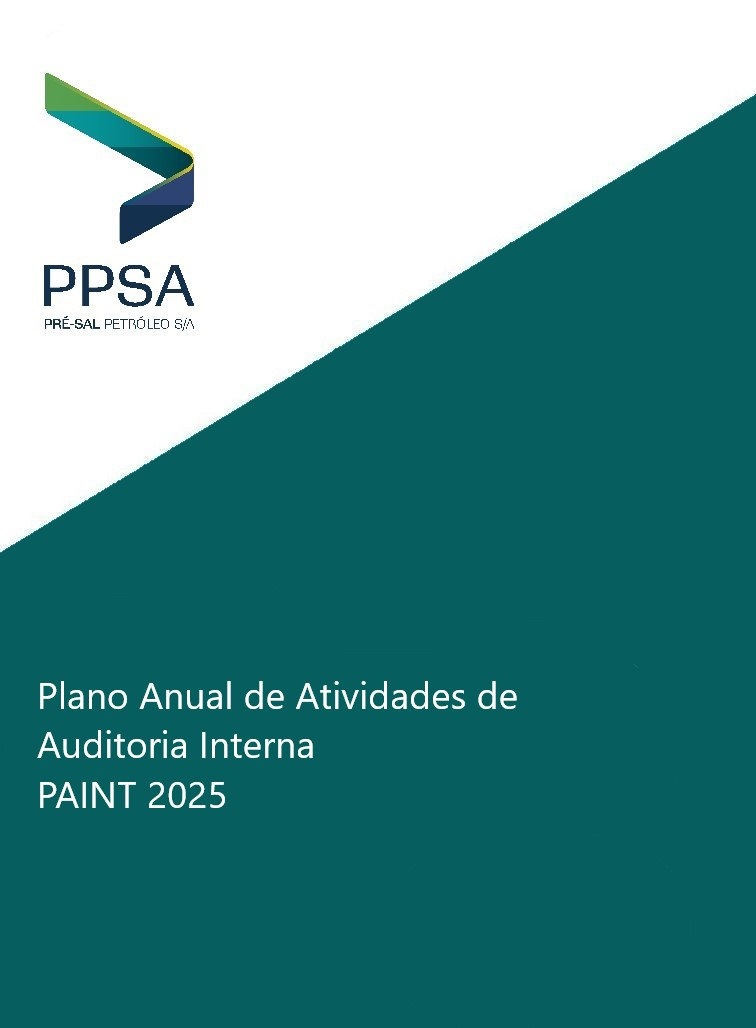 PPSA
PRÉ-SAL PETRÓLEO S/A
Plano Anual de Atividades de
Auditoria Interna
PAINT 2025